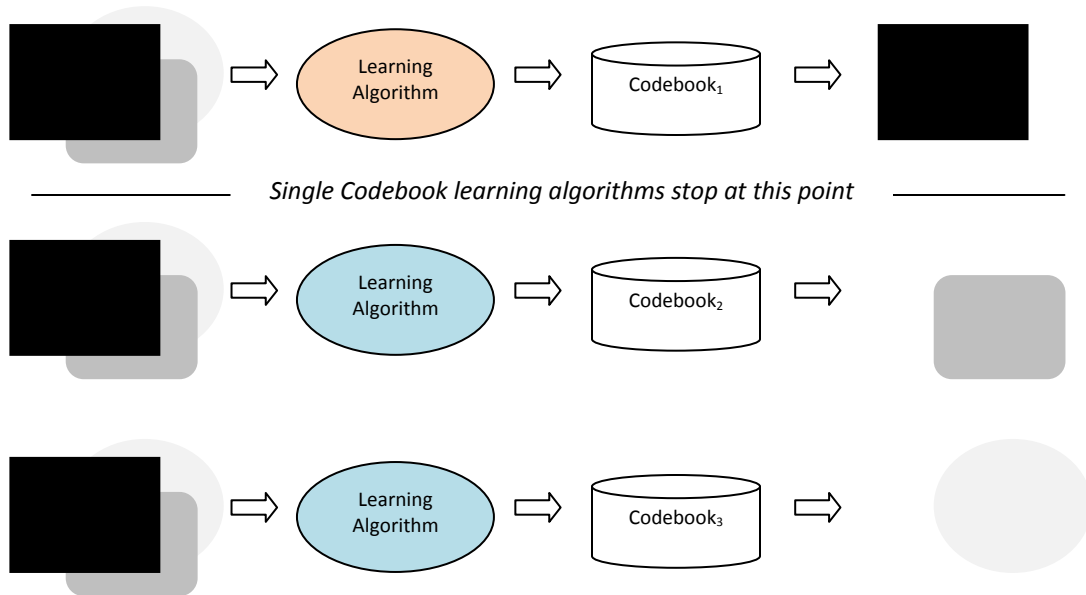 Learning
Algorithm
Codebook₁
Single Codebook learning algorithms stop at this point
Learning
Algorithm
Codebook₂
Learning
Algorithm
Codebook₃